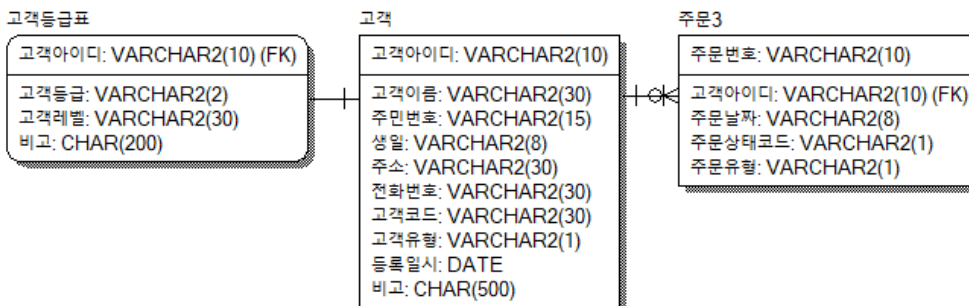 고객등급표
고객아이디: VARCHAR2(10) (FK)
고객등급: VARCHAR2(2)
고객레벨: VARCHAR2(30)
비고: CHAR(200)
고객
고객아이디: VARCHAR2(10)
고객이름: VARCHAR2(30)
주민번호: VARCHAR2(15)
생일: VARCHAR2(8)
주소: VARCHAR2(30)
전화번호: VARCHAR2(30)
고객코드: VARCHAR2(30)
고객유형: VARCHAR2(1)
등록일시: DATE
비고: CHAR(500)
주문3
주문번호: VARCHAR2(10)
고객아이디: VARCHAR2(10) (FK)
주문날짜: VARCHAR2(8)
주문상태코드: VARCHAR2(1)
주문유형: VARCHAR2(1)